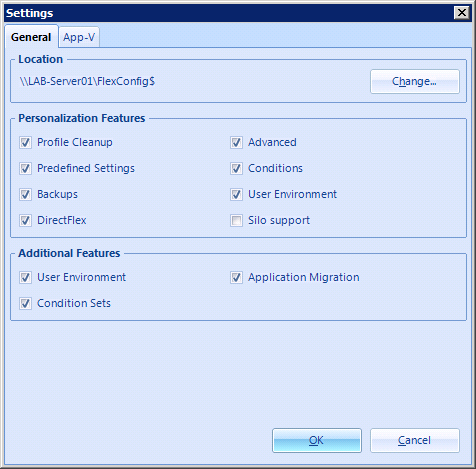 Settings
General App-V
Location
\\LAB-Server01\FlexConfig$ Change...
Personalization Features
Profile Cleanup Advanced
Predefined Settings Conditions
Backups User Environment
DirectFlex Silo support
Additional Features
User Environment Application Migration
Condition Sets
OK Cancel